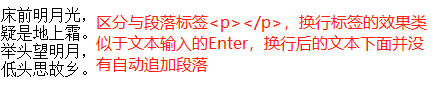 床前明月光，
疑是地上霜。
举头望明月，
低头思故乡。
区分与段落标签<p></p>，换行标签的效果类
似于文本输入的Enter，换行后的文本下面并没
有自动追加段落